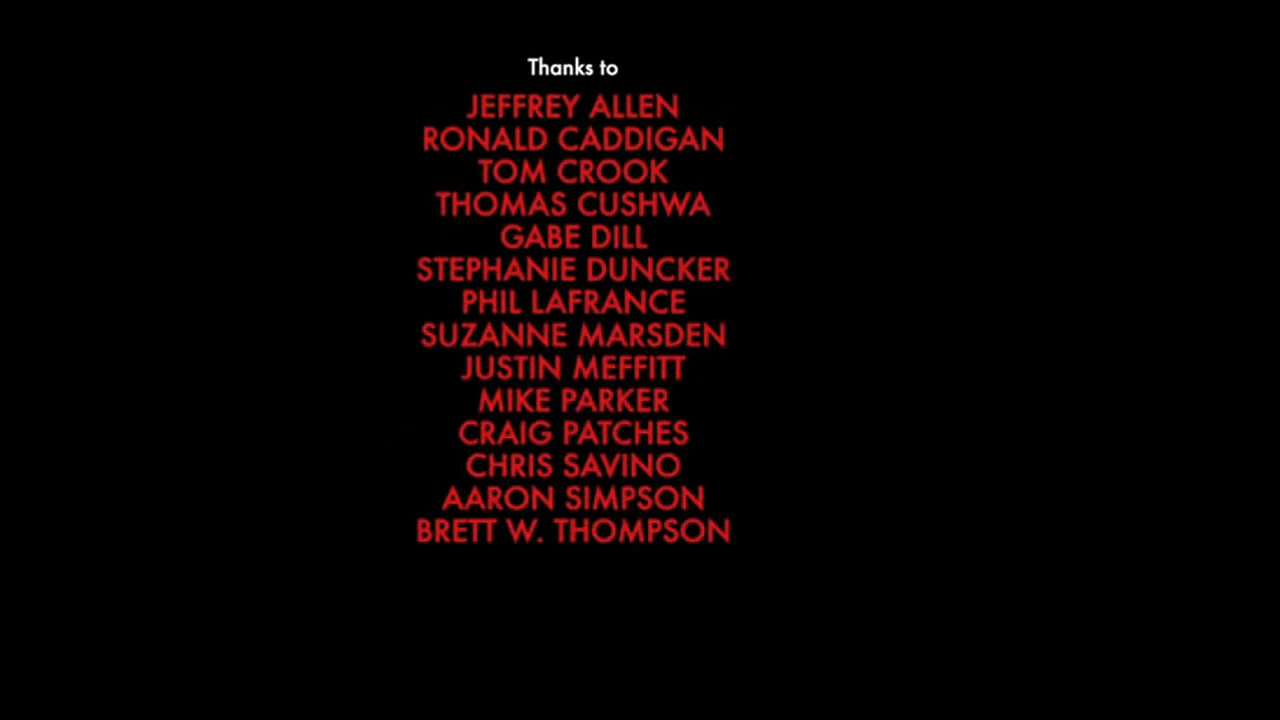 Thanks to
JEFFREY ALLEN
RONALD CADDIGAN
TOM CROOK
THOMAS CUSHWA
GABE DILL
STEPHANIE DUNCKER
PHIL LAFRANCE
SUZANNE MARSDEN
JUSTIN MEFFITT
MIKE PARKER
CRAIG PATCHES
CHRIS SAVINO
AARON SIMPSON
BRETT W. THOMPSON